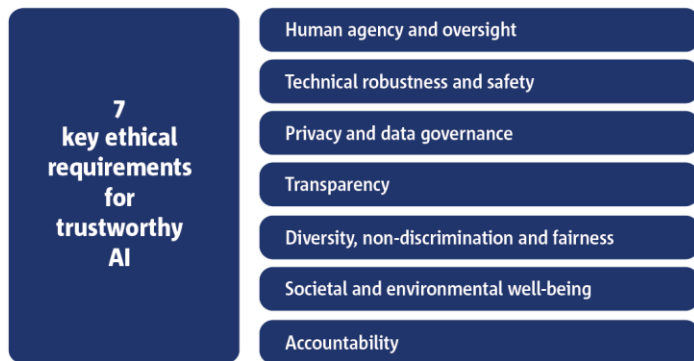 7
key ethical
requirements
for
trustworthy
AI
Human agency and oversight
Technical robustness and safety
Privacy and data governance
Transparency
Diversity, non-discrimination and fairness
Societal and environmental well-being
Accountability